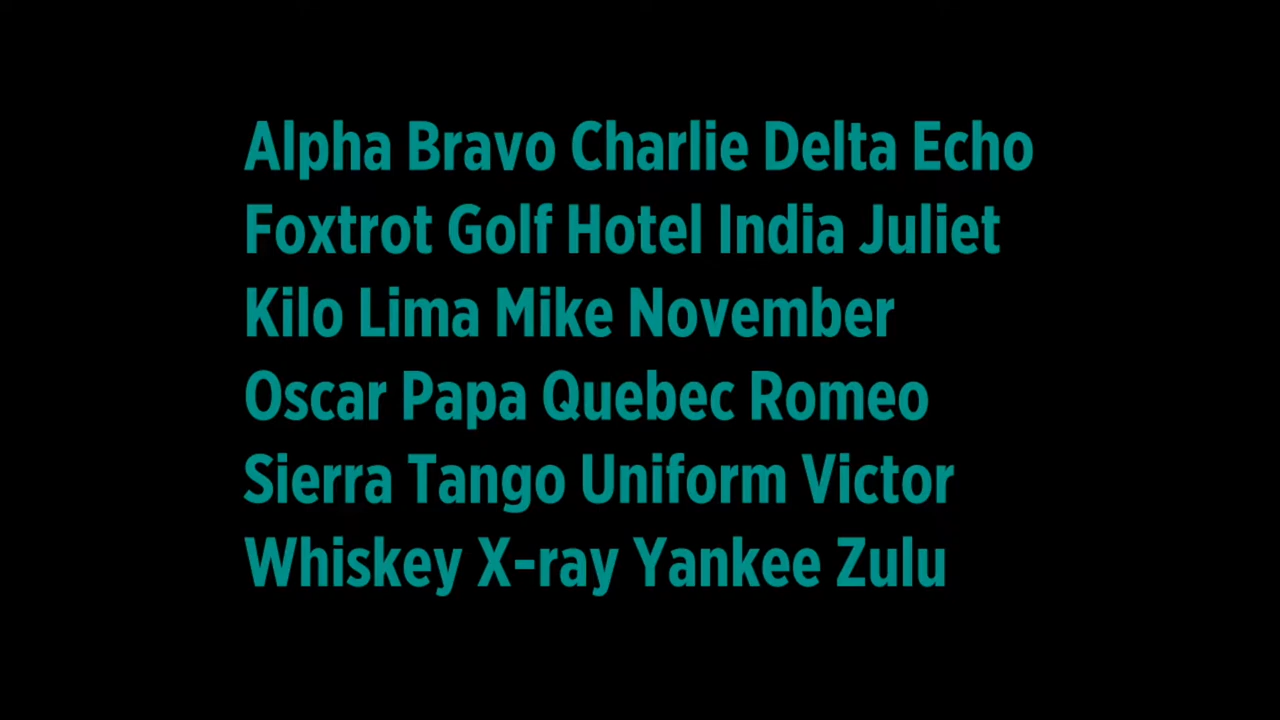 Alpha Bravo Charlie Delta Echo
Foxtrot Golf Hotel India Juliet
Kilo Lima Mike November
Oscar Papa Quebec Romeo
Sierra Tango Uniform Victor
Whiskey X-ray Yankee Zulu